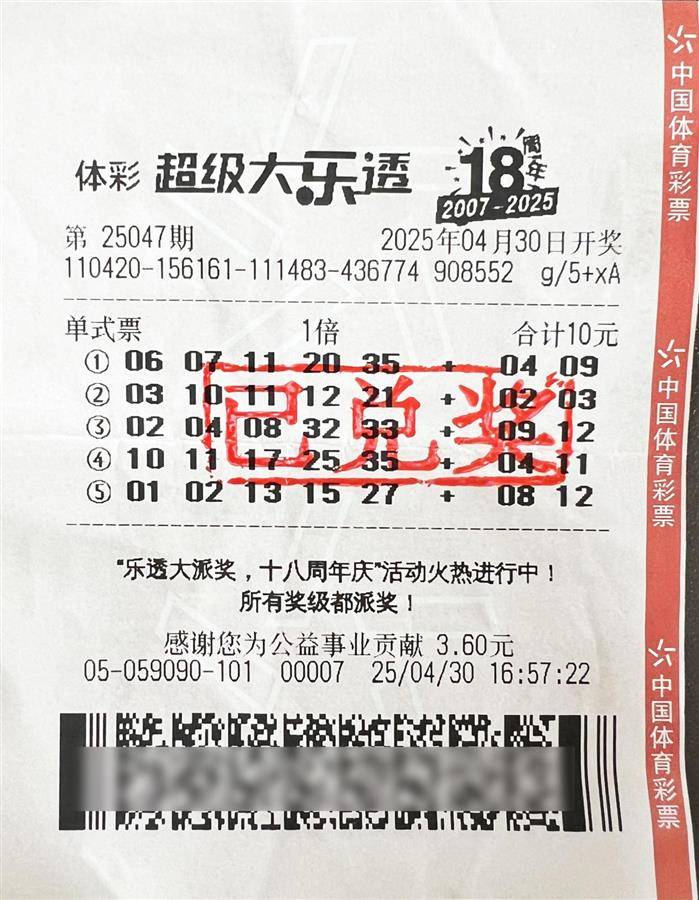 体彩 超级大乐透 18周年 2007-2025
第 25047期 2025年04月30日开奖
110420-156161-111483-436774 908552 g/5+xA
单式票 1倍 合计10元
① 06 07 11 20 35 + 04 09
② 03 10 11 12 21 + 02 03
③ 02 04 08 32 33 + 09 12
④ 10 11 17 25 35 + 04 11
⑤ 01 02 13 15 27 + 08 12
已兑奖
“乐透大派奖，十八周年庆”活动火热进行中！
所有奖级都派奖！
感谢您为公益事业贡献 3.60元
05-059090-101 00007 25/04/30 16:57:22
中国体育彩票
中国体育彩票
中国体育彩票